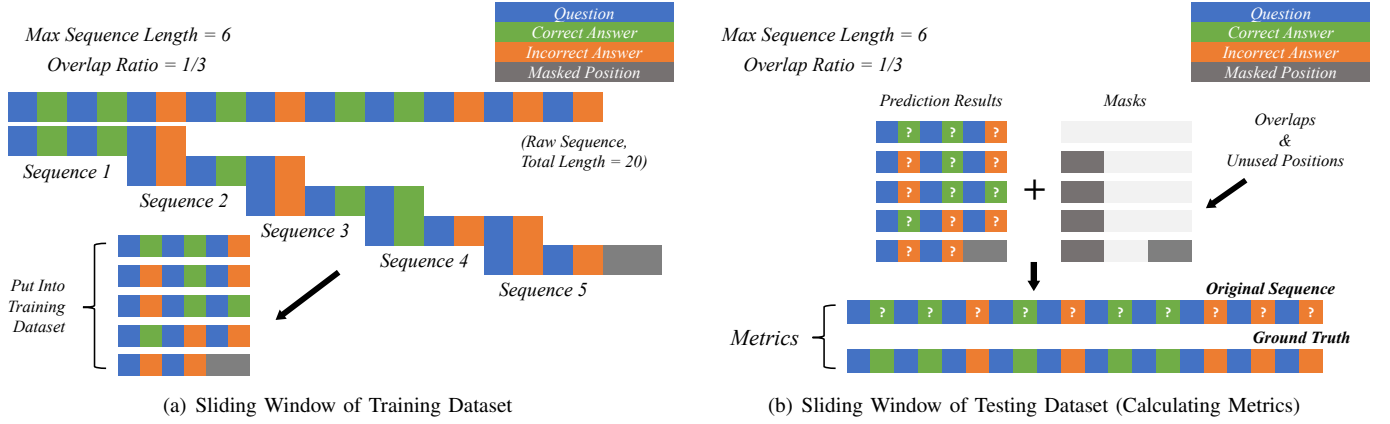 Max Sequence Length = 6
Overlap Ratio = 1/3
Question
Correct Answer
Incorrect Answer
Masked Position
(Raw Sequence,
Total Length = 20)
Sequence 1
Sequence 2
Sequence 3
Sequence 4
Sequence 5
Put Into
Training
Dataset
(a) Sliding Window of Training Dataset
Max Sequence Length = 6
Overlap Ratio = 1/3
Question
Correct Answer
Incorrect Answer
Masked Position
Prediction Results
Masks
? ? ?
? ? ?
? ? ?
? ? ?
? ?
+
Overlaps
&
Unused Positions
Original Sequence
? ? ? ? ? ? ? ? ? ?
Metrics
Ground Truth
(b) Sliding Window of Testing Dataset (Calculating Metrics)